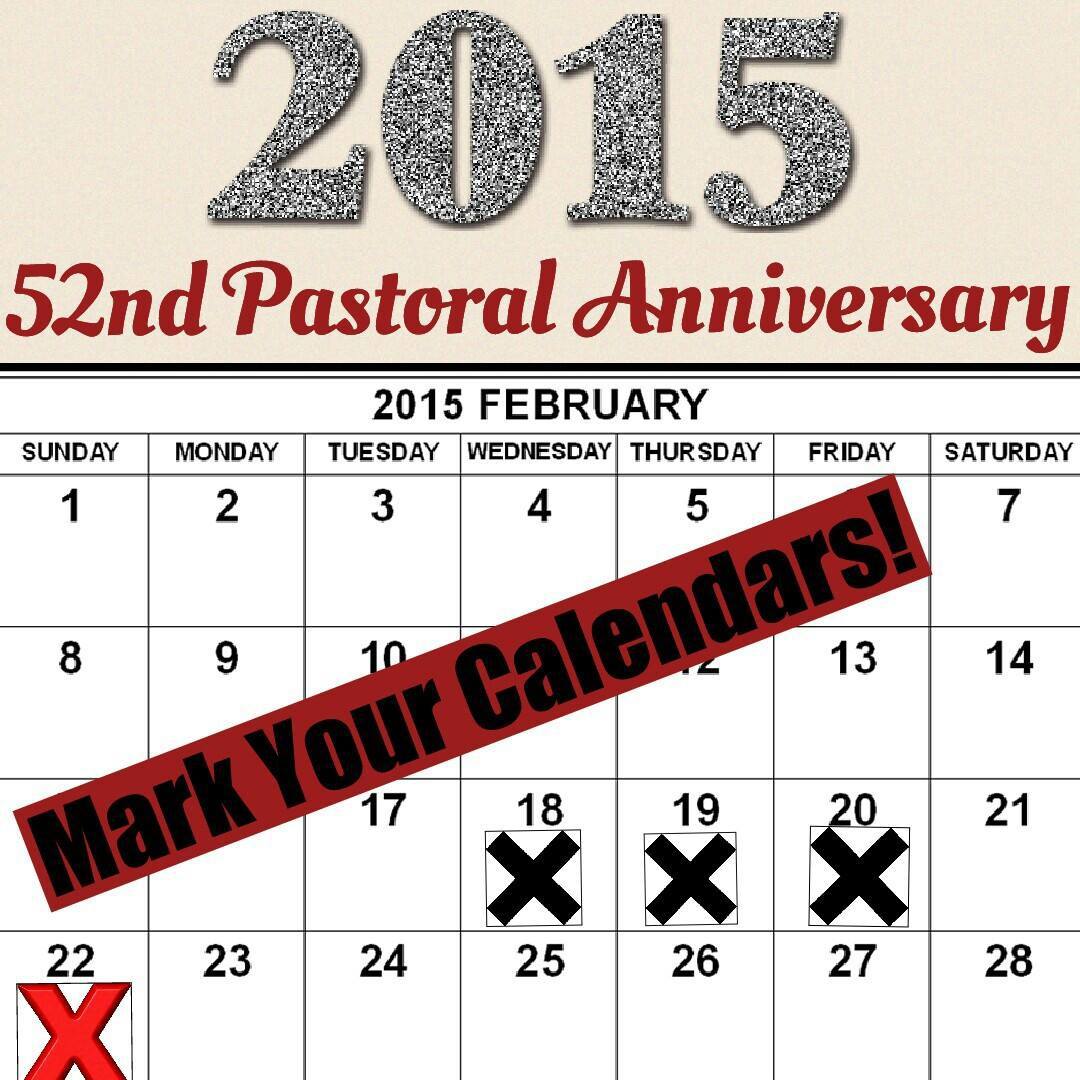 2015
52nd Pastoral Anniversary
2015 FEBRUARY
SUNDAY MONDAY TUESDAY WEDNESDAY THURSDAY FRIDAY SATURDAY
1 2 3 4 5 7
8 9 10 12 13 14
Mark Your Calendars!
17 18 19 20 21
X X X
22 23 24 25 26 27 28
X